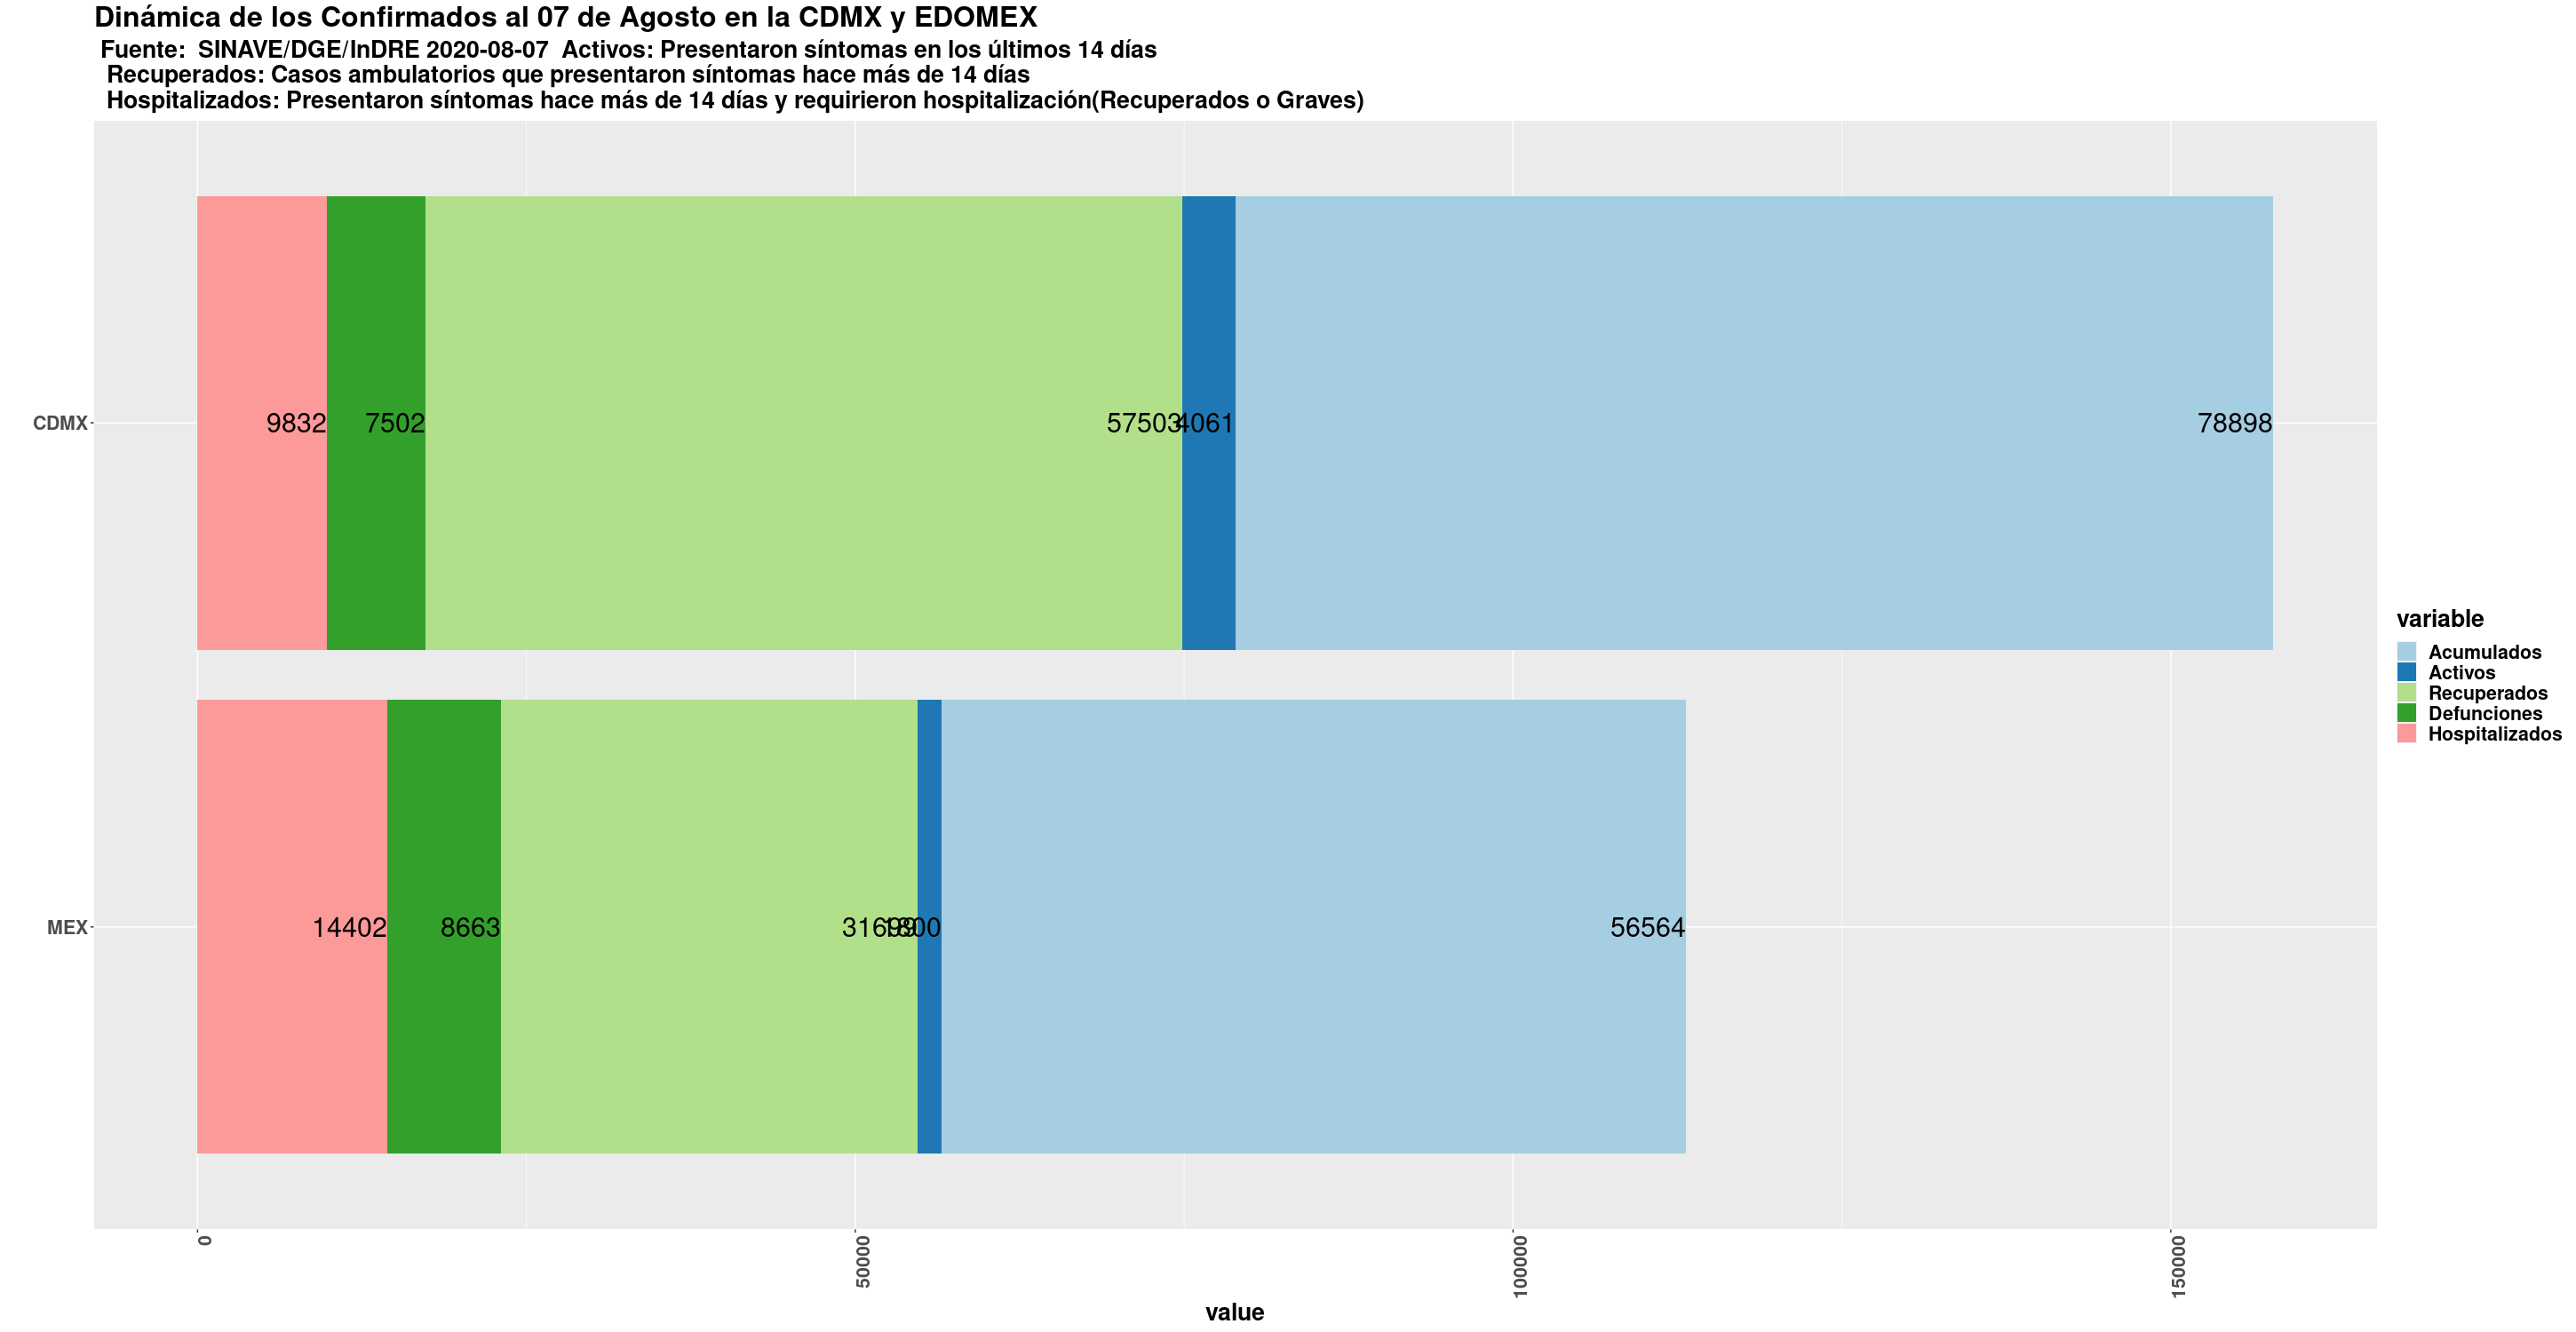 Dinámica de los Confirmados al 07 de Agosto en la CDMX y EDOMEX
Fuente:  SINAVE/DGE/InDRE 2020-08-07  Activos: Presentaron síntomas en los últimos 14 días
Recuperados: Casos ambulatorios que presentaron síntomas hace más de 14 días
Hospitalizados: Presentaron síntomas hace más de 14 días y requirieron hospitalización(Recuperados o Graves)
CDMX
9832
7502
57503
4061
78898
MEX
14402
8663
31699
1800
56564
0
50000
100000
150000
value
variable
Acumulados
Activos
Recuperados
Defunciones
Hospitalizados